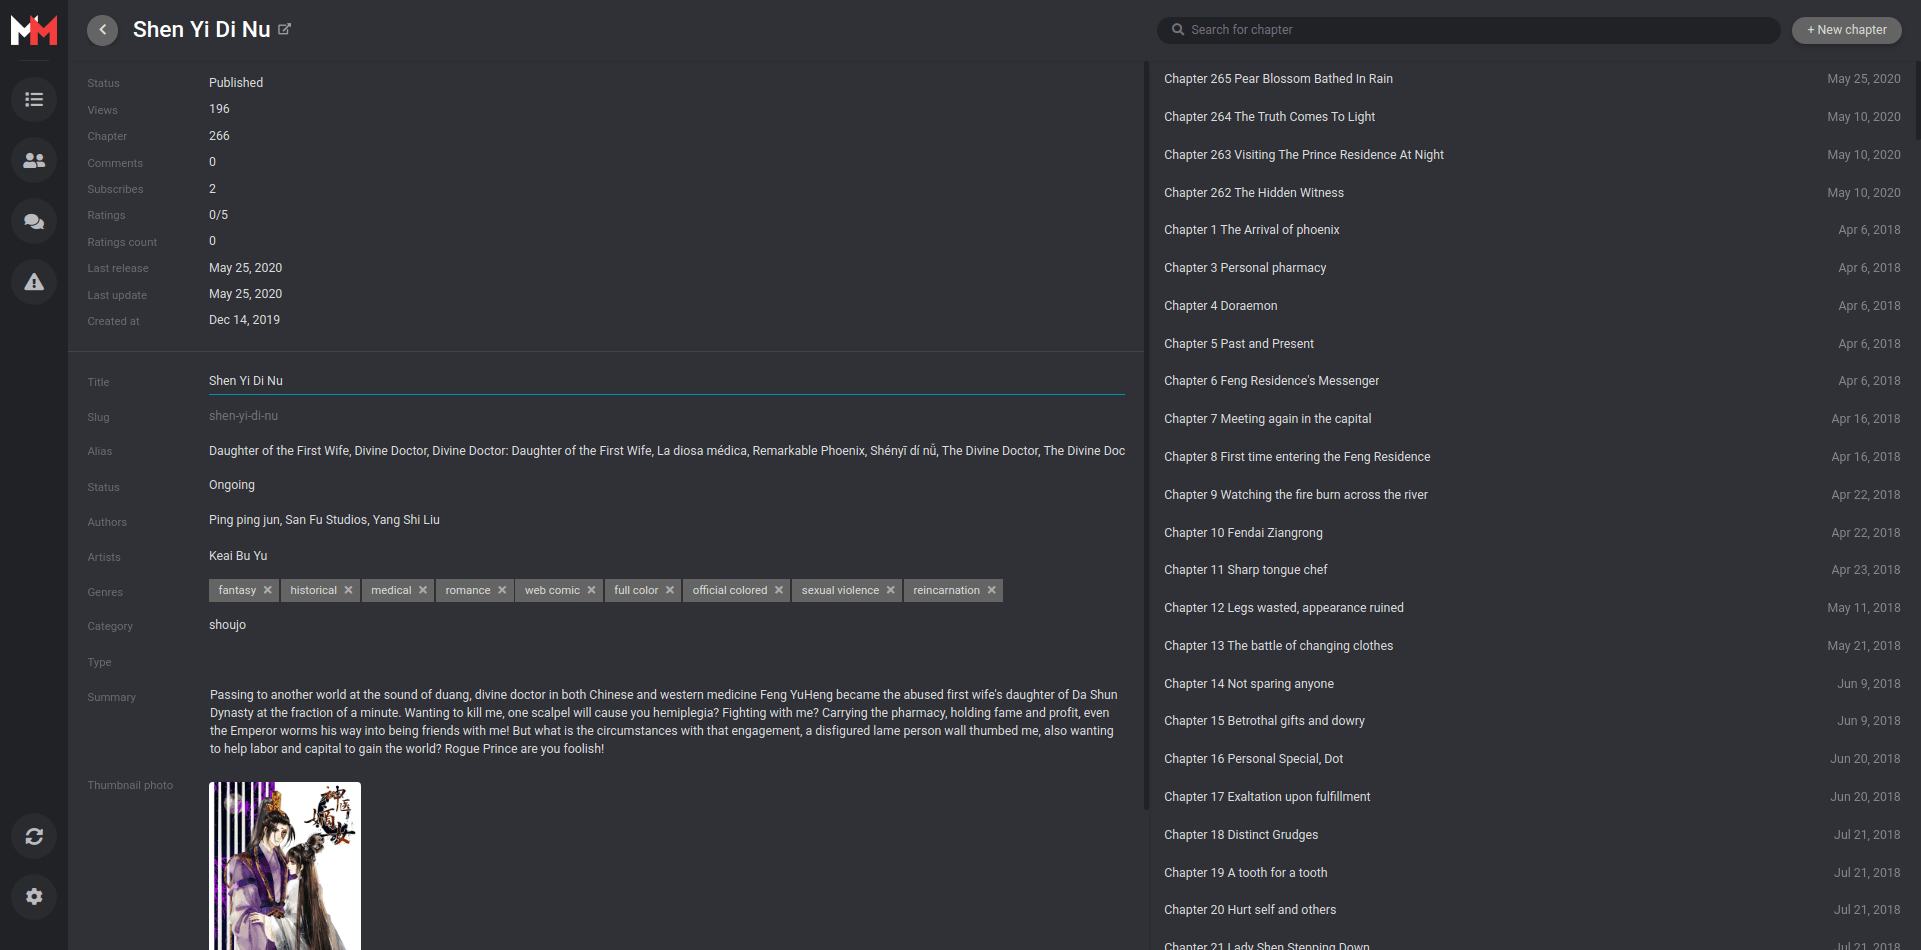 MM
Shen Yi Di Nu
Search for chapter
+ New chapter
Status Published
Views 196
Chapter 266
Comments 0
Subscribes 2
Ratings 0/5
Ratings count 0
Last release May 25, 2020
Last update May 25, 2020
Created at Dec 14, 2019
Title Shen Yi Di Nu
Slug shen-yi-di-nu
Alias Daughter of the First Wife, Divine Doctor, Divine Doctor: Daughter of the First Wife, La diosa médica, Remarkable Phoenix, Shényī dí nǚ, The Divine Doctor, The Divine Doc
Status Ongoing
Authors Ping ping jun, San Fu Studios, Yang Shi Liu
Artists Keai Bu Yu
Genres fantasy historical medical romance web comic full color official colored sexual violence reincarnation
Category shoujo
Type
Summary Passing to another world at the sound of duang, divine doctor in both Chinese and western medicine Feng YuHeng became the abused first wife's daughter of Da Shun
Dynasty at the fraction of a minute. Wanting to kill me, one scalpel will cause you hemiplegia? Fighting with me? Carrying the pharmacy, holding fame and profit, even
the Emperor worms his way into being friends with me! But what is the circumstances with that engagement, a disfigured lame person wall thumbed me, also wanting
to help labor and capital to gain the world? Rogue Prince are you foolish!
Thumbnail photo
神医
嫡女
Chapter 265 Pear Blossom Bathed In Rain May 25, 2020
Chapter 264 The Truth Comes To Light May 10, 2020
Chapter 263 Visiting The Prince Residence At Night May 10, 2020
Chapter 262 The Hidden Witness May 10, 2020
Chapter 1 The Arrival of phoenix Apr 6, 2018
Chapter 3 Personal pharmacy Apr 6, 2018
Chapter 4 Doraemon Apr 6, 2018
Chapter 5 Past and Present Apr 6, 2018
Chapter 6 Feng Residence's Messenger Apr 6, 2018
Chapter 7 Meeting again in the capital Apr 16, 2018
Chapter 8 First time entering the Feng Residence Apr 16, 2018
Chapter 9 Watching the fire burn across the river Apr 22, 2018
Chapter 10 Fendai Ziangrong Apr 22, 2018
Chapter 11 Sharp tongue chef Apr 23, 2018
Chapter 12 Legs wasted, appearance ruined May 11, 2018
Chapter 13 The battle of changing clothes May 21, 2018
Chapter 14 Not sparing anyone Jun 9, 2018
Chapter 15 Betrothal gifts and dowry Jun 9, 2018
Chapter 16 Personal Special, Dot Jun 20, 2018
Chapter 17 Exaltation upon fulfillment Jun 20, 2018
Chapter 18 Distinct Grudges Jul 21, 2018
Chapter 19 A tooth for a tooth Jul 21, 2018
Chapter 20 Hurt self and others Jul 21, 2018
Chapter 21 Lady Shen Stepping Down Jul 21, 2018